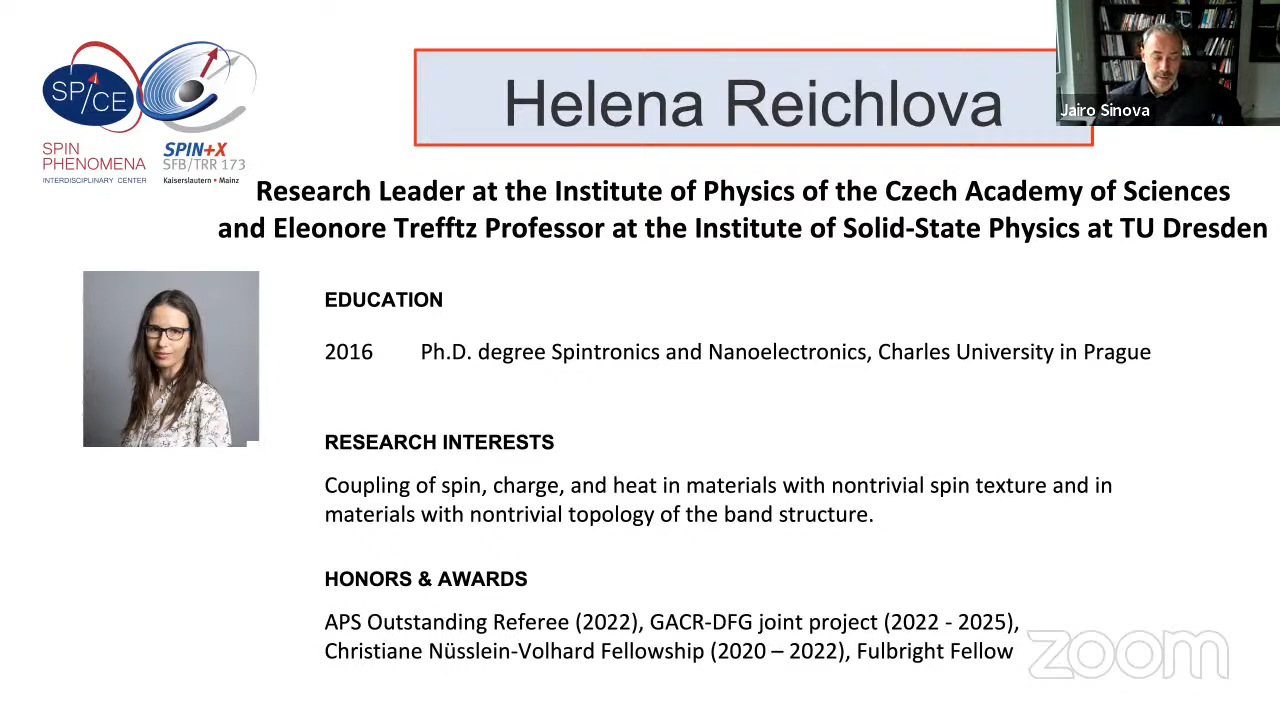 SPICE
SPIN
PHENOMENA
INTERDISCIPLINARY CENTER
SPIN+X
SFB/TRR 173
Kaiserslautern • Mainz
Helena Reichlova
Jairo Sinova
Research Leader at the Institute of Physics of the Czech Academy of Sciences
and Eleonore Trefftz Professor at the Institute of Solid-State Physics at TU Dresden
EDUCATION
2016 Ph.D. degree Spintronics and Nanoelectronics, Charles University in Prague
RESEARCH INTERESTS
Coupling of spin, charge, and heat in materials with nontrivial spin texture and in
materials with nontrivial topology of the band structure.
HONORS & AWARDS
APS Outstanding Referee (2022), GACR-DFG joint project (2022 - 2025),
Christiane Nüsslein-Volhard Fellowship (2020 – 2022), Fulbright Fellow
zoom